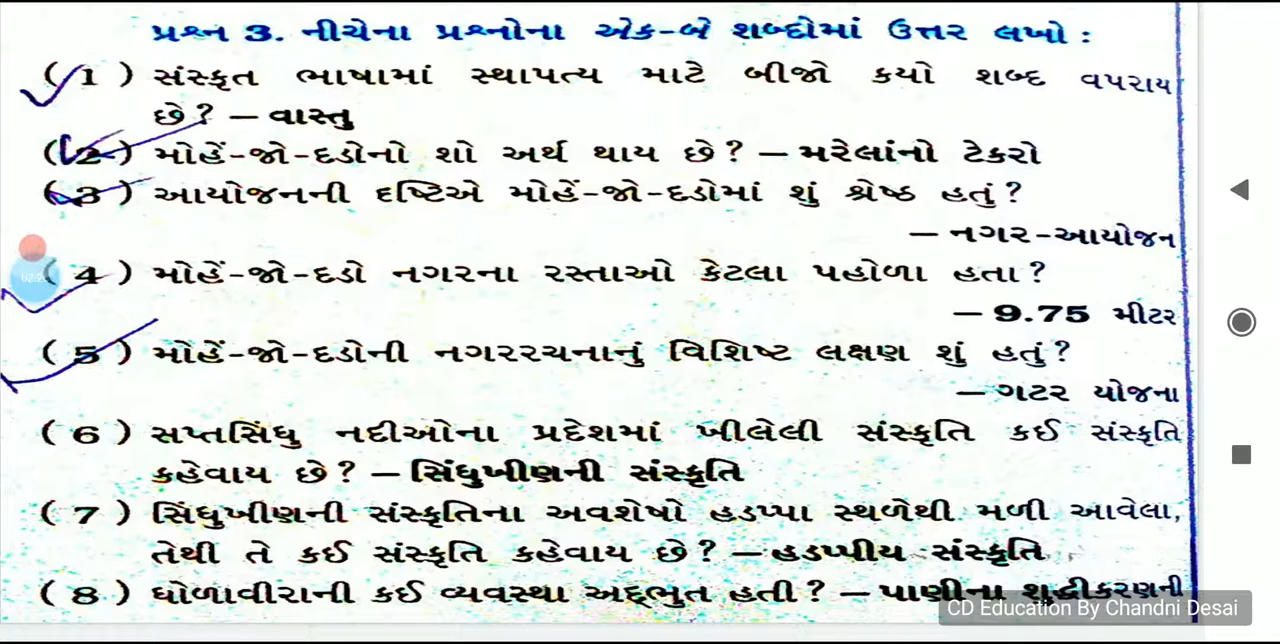 પ્રશ્ન 3. નીચેના પ્રશ્નોના એક-બે શબ્દોમાં ઉત્તર લખો :
( 1 ) સંસ્કૃત ભાષામાં સ્થાપત્ય માટે બીજો કયો શબ્દ વપરાય
છે? – વાસ્તુ
( 2 ) મોહેં-જો-દડોનો શો અર્થ થાય છે? – મરેલાંનો ટેકરો
( 3 ) આયોજનની દૃષ્ટિએ મોહેં-જો-દડોમાં શું શ્રેષ્ઠ હતું?
– નગર-આયોજન
( 4 ) મોહેં-જો-દડો નગરના રસ્તાઓ કેટલા પહોળા હતા?
– 9.75 મીટર
( 5 ) મોહેં-જો-દડોની નગરરચનાનું વિશિષ્ટ લક્ષણ શું હતું?
– ગટર યોજના
( 6 ) સપ્તસિંધુ નદીઓના પ્રદેશમાં ખીલેલી સંસ્કૃતિ કઈ સંસ્કૃતિ
કહેવાય છે? – સિંધુખીણની સંસ્કૃતિ
( 7 ) સિંધુખીણની સંસ્કૃતિના અવશેષો હડપ્પા સ્થળેથી મળી આવેલા,
તેથી તે કઈ સંસ્કૃતિ કહેવાય છે? – હડપ્પીય સંસ્કૃતિ
( 8 ) ધોળાવીરાની કઈ વ્યવસ્થા અદ્ભુત હતી? – પાણીના શુદ્ધીકરણની
CD Education By Chandni Desai